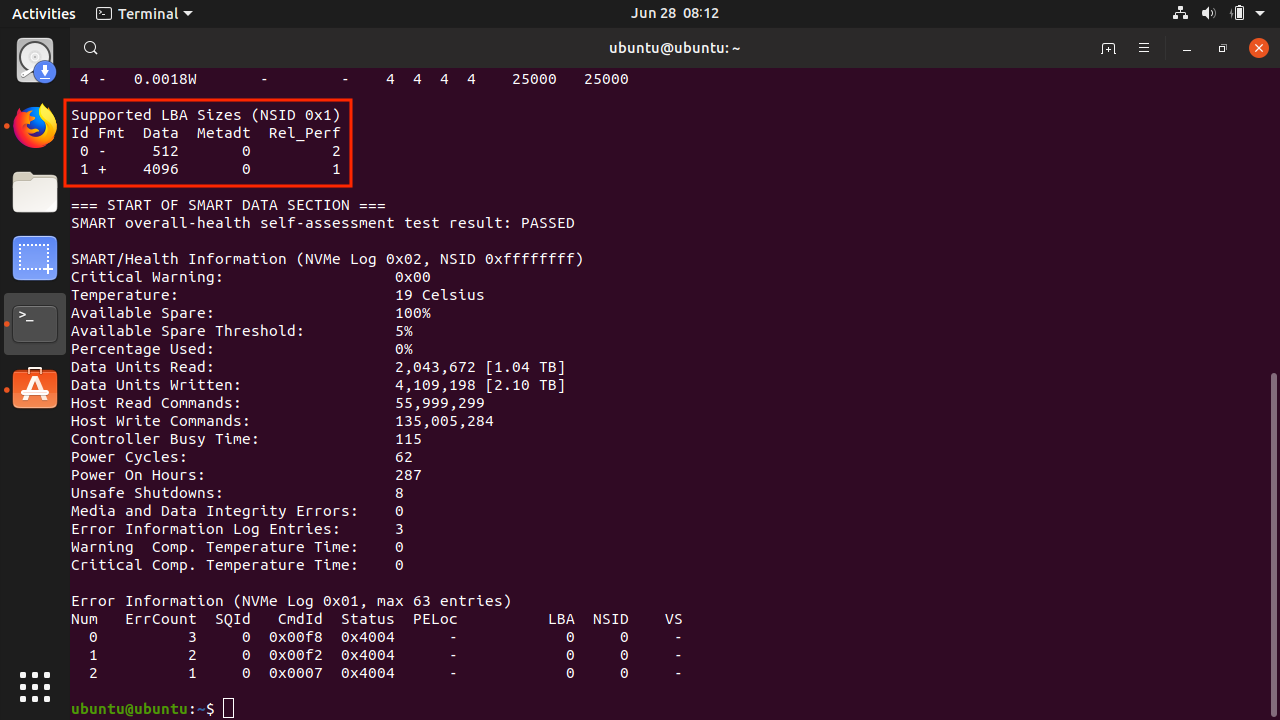 Activities Terminal Jun 28 08:12
ubuntu@ubuntu: ~
4 - 0.0018W - - 4 4 4 4 25000 25000
Supported LBA Sizes (NSID 0x1)
Id Fmt Data Metadt Rel_Perf
0 - 512 0 2
1 + 4096 0 1
=== START OF SMART DATA SECTION ===
SMART overall-health self-assessment test result: PASSED
SMART/Health Information (NVMe Log 0x02, NSID 0xffffffff)
Critical Warning: 0x00
Temperature: 19 Celsius
Available Spare: 100%
Available Spare Threshold: 5%
Percentage Used: 0%
Data Units Read: 2,043,672 [1.04 TB]
Data Units Written: 4,109,198 [2.10 TB]
Host Read Commands: 55,999,299
Host Write Commands: 135,005,284
Controller Busy Time: 115
Power Cycles: 62
Power On Hours: 287
Unsafe Shutdowns: 8
Media and Data Integrity Errors: 0
Error Information Log Entries: 3
Warning  Comp. Temperature Time: 0
Critical Comp. Temperature Time: 0
Error Information (NVMe Log 0x01, max 63 entries)
Num ErrCount SQId CmdId Status PELoc LBA NSID VS
0 3 0 0x00f8 0x4004 - 0 0 -
1 2 0 0x00f2 0x4004 - 0 0 -
2 1 0 0x0007 0x4004 - 0 0 -
ubuntu@ubuntu:~$